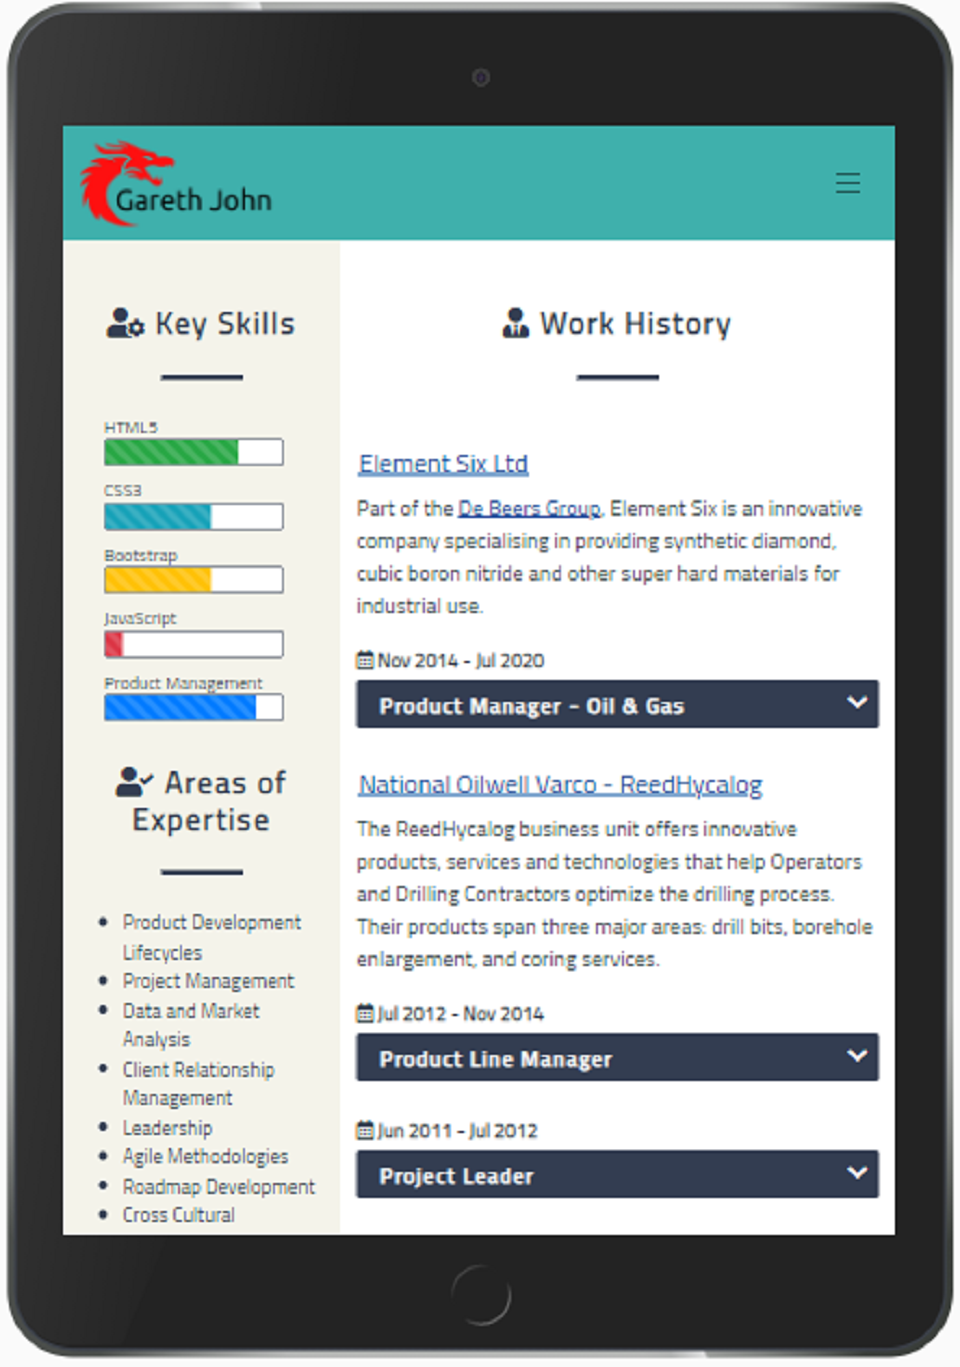 Gareth John
Key Skills
HTML5
CSS3
Bootstrap
JavaScript
Product Management
Areas of
Expertise
Product Development
Lifecycles
Project Management
Data and Market
Analysis
Client Relationship
Management
Leadership
Agile Methodologies
Roadmap Development
Cross Cultural
Work History
Element Six Ltd
Part of the De Beers Group, Element Six is an innovative
company specialising in providing synthetic diamond,
cubic boron nitride and other super hard materials for
industrial use.
Nov 2014 - Jul 2020
Product Manager - Oil & Gas
National Oilwell Varco - ReedHycalog
The ReedHycalog business unit offers innovative
products, services and technologies that help Operators
and Drilling Contractors optimize the drilling process.
Their products span three major areas: drill bits, borehole
enlargement, and coring services.
Jul 2012 - Nov 2014
Product Line Manager
Jun 2011 - Jul 2012
Project Leader